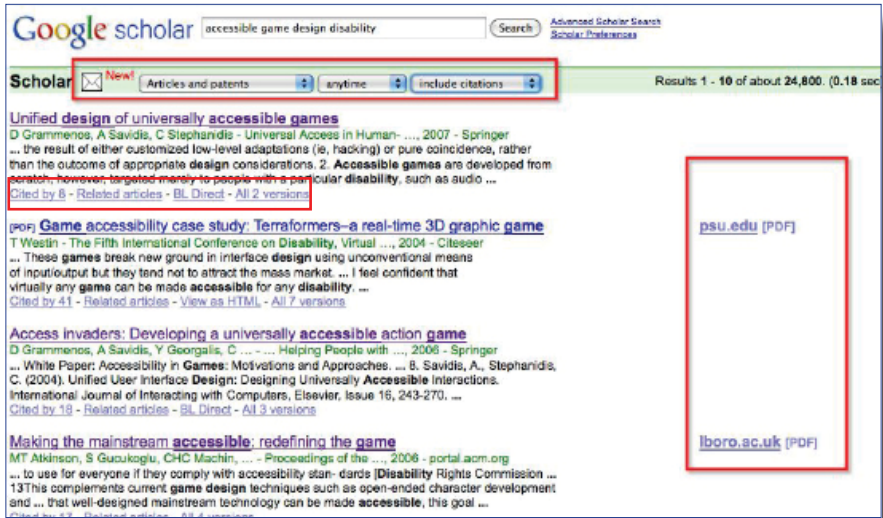 Google scholar accessible game design disability Search Advanced Scholar Search
Scholar Preferences
Scholar New! Articles and patents anytime include citations Results 1 - 10 of about 24,800. (0.18 sec
Unified design of universally accessible games
D Grammenos, A Savidis, C Stephanidis - Universal Access in Human- ..., 2007 - Springer
... the result of either customized low-level adaptations (ie, hacking) or pure coincidence, rather
than the outcome of appropriate design considerations. 2. Accessible games are developed from
scratch, however, targeted merely to people with a particular disability, such as audio ...
Cited by 8 - Related articles - BL Direct - All 2 versions
[PDF] Game accessibility case study: Terraformers–a real-time 3D graphic game psu.edu [PDF]
T Westin - The Fifth International Conference on Disability, Virtual ..., 2004 - Citeseer
... These games break new ground in interface design using unconventional means
of input/output but they tend not to attract the mass market. ... I feel confident that
virtually any game can be made accessible for any disability. ...
Cited by 41 - Related articles - View as HTML - All 7 versions
Access invaders: Developing a universally accessible action game
D Grammenos, A Savidis, Y Georgalis, C ... - ... Helping People with ..., 2006 - Springer
... White Paper: Accessibility in Games: Motivations and Approaches. ... 8. Savidis, A., Stephanidis,
C. (2004). Unified User Interface Design: Designing Universally Accessible Interactions.
International Journal of Interacting with Computers, Elsevier, Issue 16, 243-270. ...
Cited by 18 - Related articles - BL Direct - All 3 versions
Making the mainstream accessible: redefining the game lboro.ac.uk [PDF]
MT Atkinson, S Gucukoglu, CHC Machin, ... - Proceedings of the ..., 2006 - portal.acm.org
... to use for everyone if they comply with accessibility stan- dards [Disability Rights Commission ...
13This complements current game design techniques such as open-ended character development
and ... that well-designed mainstream technology can be made accessible, this goal ...
Cited by 17 - Related articles - All 4 versions